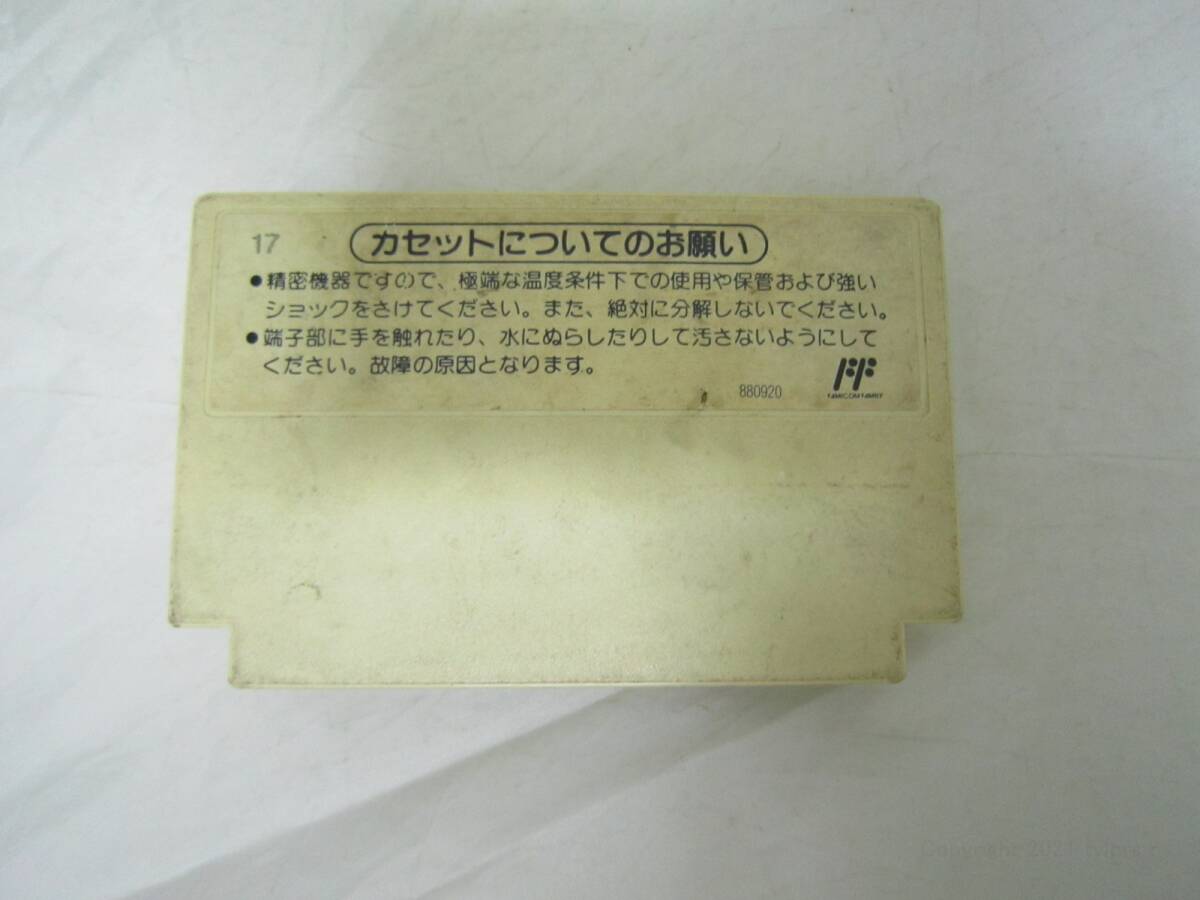 17
カセットについてのお願い
●精密機器ですので、極端な温度条件下での使用や保管および強い
ショックをさけてください。また、絶対に分解しないでください。
●端子部に手を触れたり、水にぬらしたりして汚さないようにして
ください。故障の原因となります。
880920
FAMICOM FAMILY
Copyright 2021